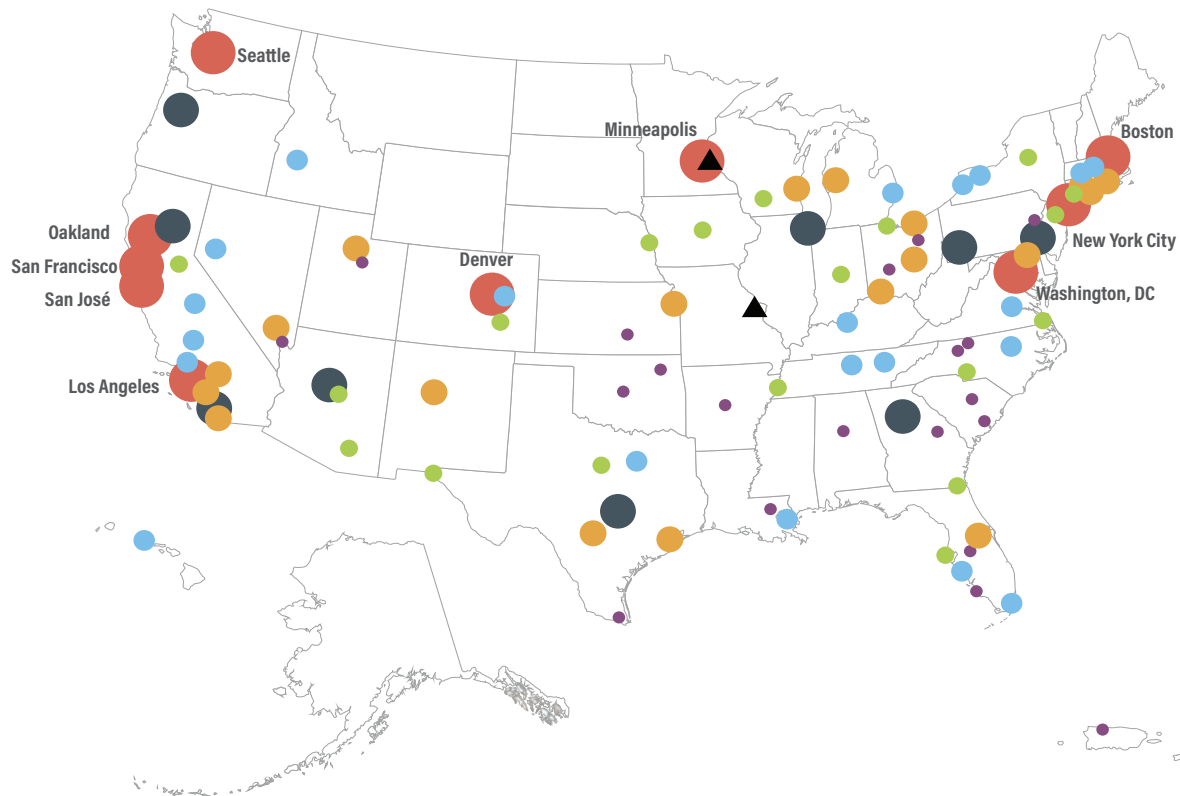 Seattle
Minneapolis
Boston
Oakland
San Francisco
San José
Denver
New York City
Washington, DC
Los Angeles